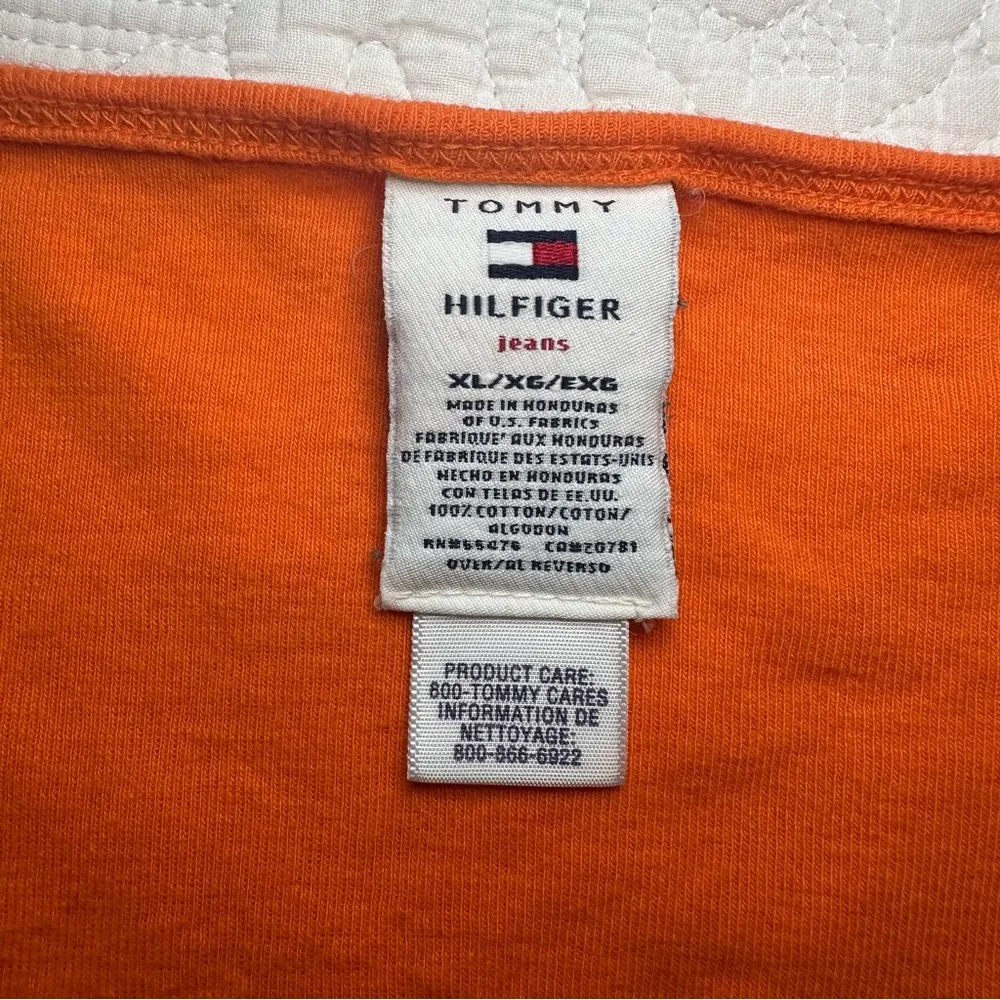 TOMMY
HILFIGER
jeans
XL/XG/EXG
MADE IN HONDURAS
OF U.S. FABRICS
FABRIQUE' AUX HONDURAS
DE FABRIQUE DES ESTATS-UNIS
HECHO EN HONDURAS
CON TELAS DE EE.UU.
100% COTTON/COTON/
ALGODON
RN#55476 CA#20781
OVER/AL REVERSO
PRODUCT CARE:
800-TOMMY CARES
INFORMATION DE
NETTOYAGE:
800-866-6922